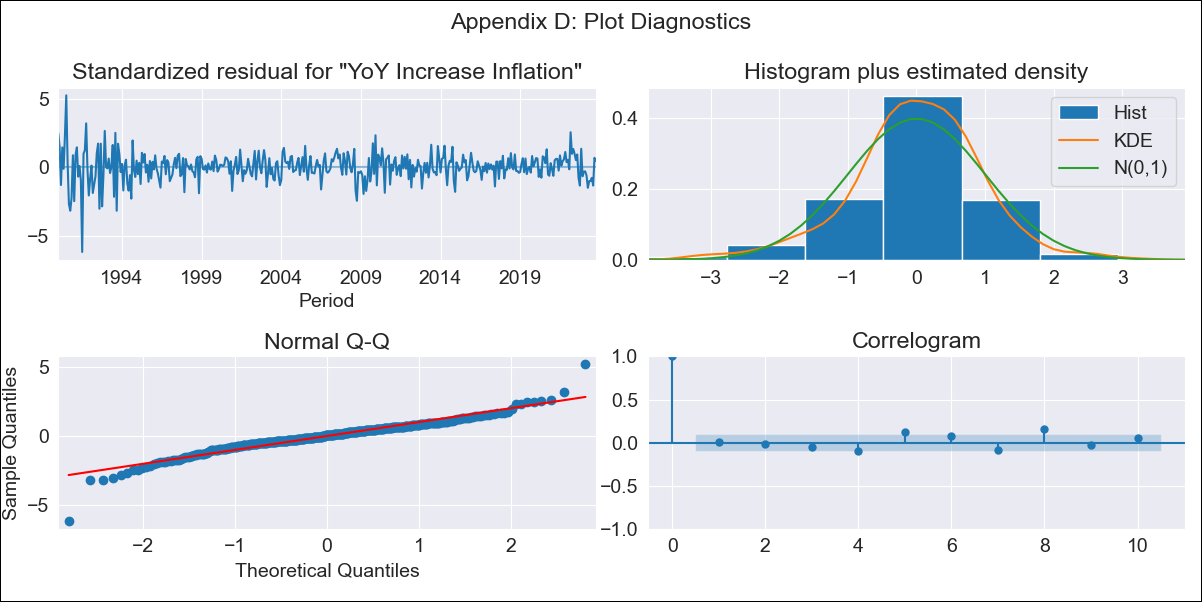 Appendix D: Plot Diagnostics
Standardized residual for "YoY Increase Inflation"
5
0
−5
1994 1999 2004 2009 2014 2019
Period
Histogram plus estimated density
0.4
0.2
0.0
Hist
KDE
N(0,1)
−3 −2 −1 0 1 2 3
Normal Q-Q
Sample Quantiles
5
0
−5
−2 −1 0 1 2
Theoretical Quantiles
Correlogram
1.0
0.5
0.0
−0.5
−1.0
0 2 4 6 8 10